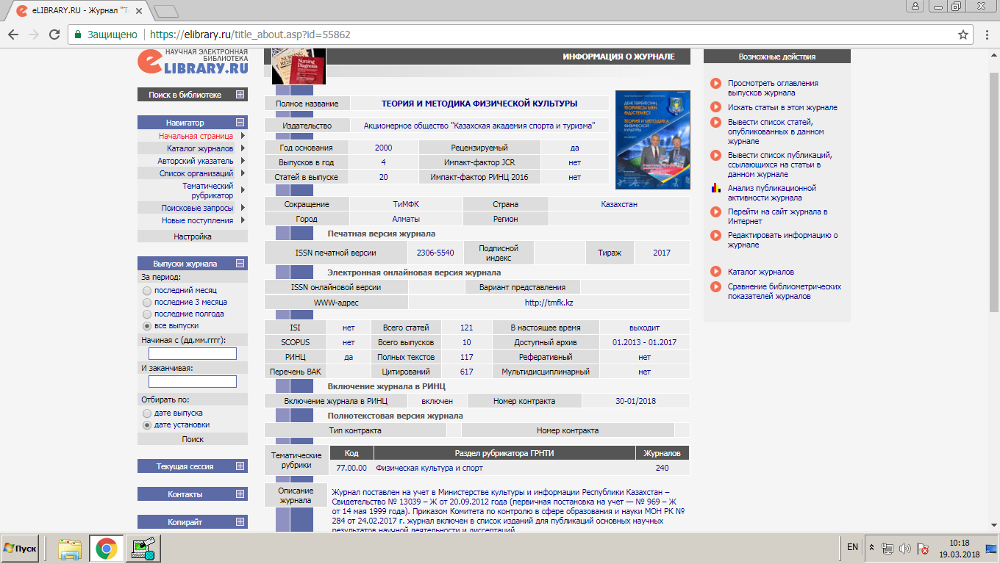 eLIBRARY.RU - Журнал "Т
Защищено
https://elibrary.ru/title_about.asp?id=55862
НАУЧНАЯ ЭЛЕКТРОННАЯ
БИБЛИОТЕКА
eLIBRARY.RU
Поиск в библиотеке
Навигатор
Начальная страница
Каталог журналов
Авторский указатель
Список организаций
Тематический
рубрикатор
Поисковые запросы
Новые поступления
Настройка
Выпуски журнала
За период:
последний месяц
последние 3 месяца
последние полгода
все выпуски
Начиная с (дд.мм.гггг):
И заканчивая:
Отбирать по:
дате выпуска
дате установки
Поиск
Текущая сессия
Контакты
Копирайт
Nursing
Diagnosis
ИНФОРМАЦИЯ О ЖУРНАЛЕ
Полное название ТЕОРИЯ И МЕТОДИКА ФИЗИЧЕСКОЙ КУЛЬТУРЫ
Издательство Акционерное общество "Казахская академия спорта и туризма"
Год основания 2000 Рецензируемый да
Выпусков в год 4 Импакт-фактор JCR нет
Статей в выпуске 20 Импакт-фактор РИНЦ 2016 нет
ДЕНЕ ТӘРБИЕСІНІҢ
ТЕОРИЯСЫ МЕН
ӘДІСТЕМЕСІ
ТЕОРИЯ И МЕТОДИКА
ФИЗИЧЕСКОЙ
КУЛЬТУРЫ
Сокращение ТиМФК Страна Казахстан
Город Алматы Регион
Печатная версия журнала
ISSN печатной версии 2306-5540 Подписной
индекс Тираж 2017
Электронная онлайновая версия журнала
ISSN онлайновой версии Вариант представления
WWW-адрес http://tmfk.kz
ISI нет Всего статей 121 В настоящее время выходит
SCOPUS нет Всего выпусков 10 Доступный архив 01.2013 - 01.2017
РИНЦ да Полных текстов 117 Реферативный нет
Перечень ВАК Цитирований 617 Мультидисциплинарный нет
Включение журнала в РИНЦ
Включение журнала в РИНЦ включен Номер контракта 30-01/2018
Полнотекстовая версия журнала
Тип контракта Номер контракта
Тематические
рубрики
Код Раздел рубрикатора ГРНТИ Журналов
77.00.00 Физическая культура и спорт 240
Описание
журнала
Журнал поставлен на учет в Министерстве культуры и информации Республики Казахстан –
Свидетельство № 13039 – Ж от 20.09.2012 года (первичная постановка на учет — № 969 – Ж
от 14 мая 1999 года). Приказом Комитета по контролю в сфере образования и науки МОН РК №
284 от 24.02.2017 г. журнал включен в список изданий для публикаций основных научных
результатов научной деятельности и диссертаций.
Возможные действия
Просмотреть оглавления
выпусков журнала
Искать статьи в этом журнале
Вывести список статей,
опубликованных в данном
журнале
Вывести список публикаций,
ссылающихся на статьи в
данном журнале
Анализ публикационной
активности журнала
Перейти на сайт журнала в
Интернет
Редактировать информацию о
журнале
Каталог журналов
Сравнение библиометрических
показателей журналов
Пуск
EN
10:18
19.03.2018